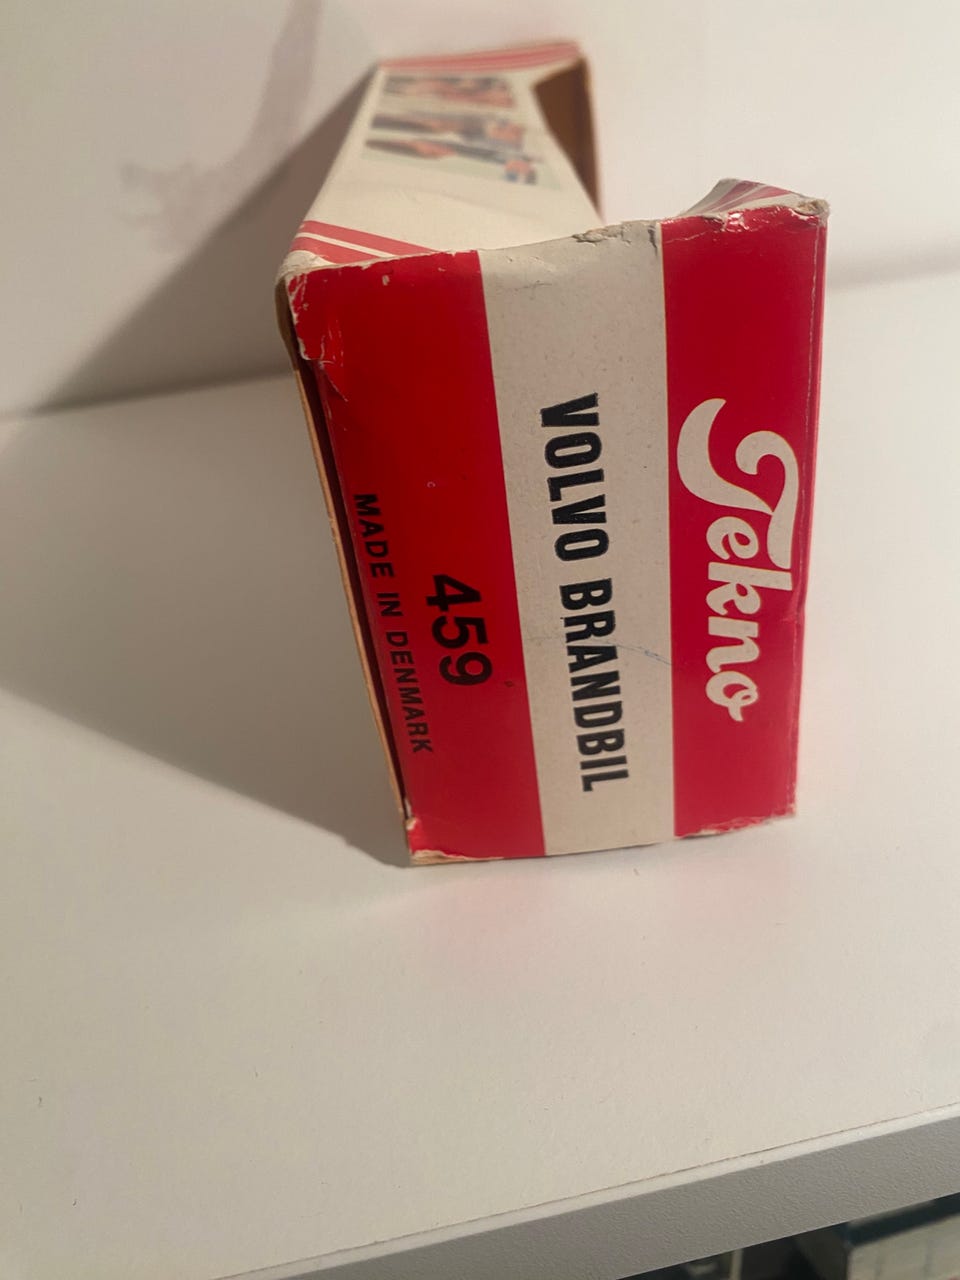 Tekno
VOLVO BRANDBIL
459
MADE IN DENMARK